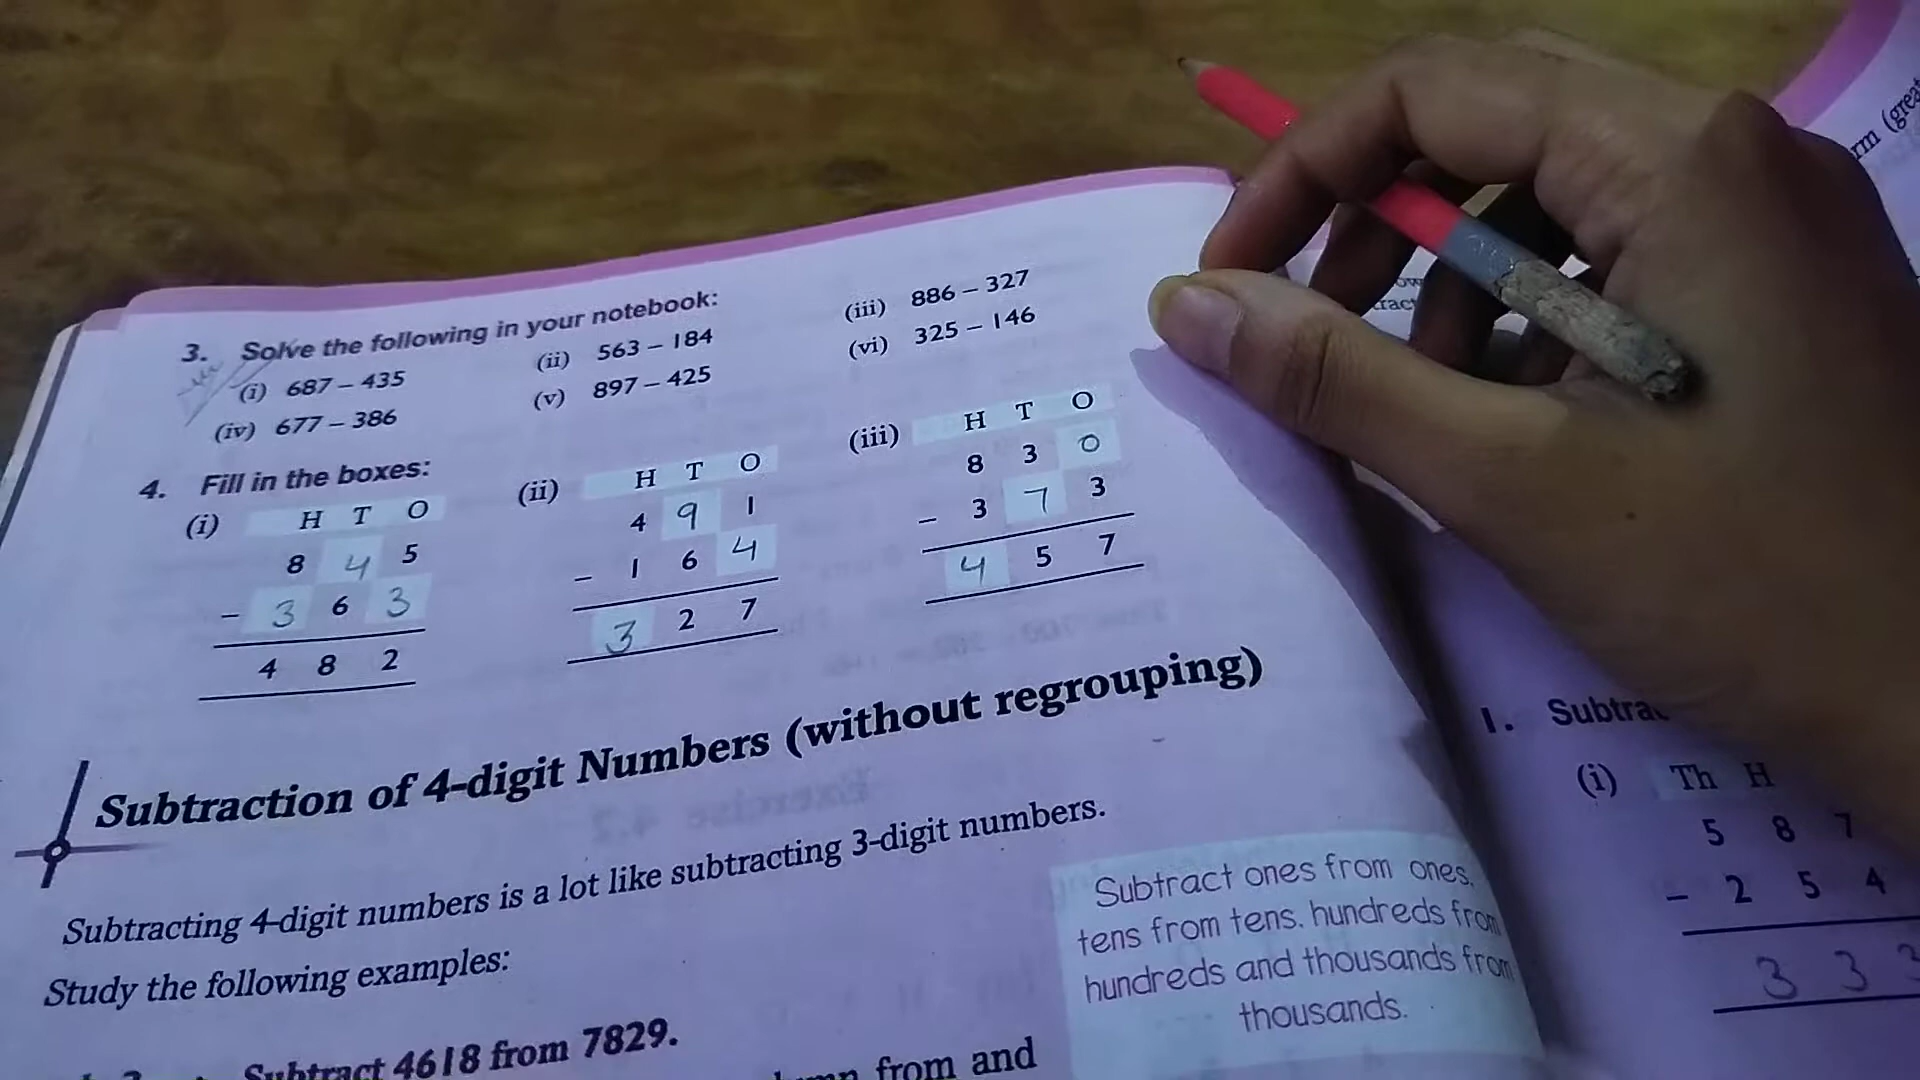 3. Solve the following in your notebook:
(i) 687 – 435 (ii) 563 – 184 (iii) 886 – 327
(iv) 677 – 386 (v) 897 – 425 (vi) 325 – 146
4. Fill in the boxes:
(i) H T O
8 4 5
– 3 6 3
4 8 2
(ii) H T O
4 9 1
– 1 6 4
3 2 7
(iii) H T O
8 3 0
– 3 7 3
4 5 7
Subtraction of 4-digit Numbers (without regrouping)
Subtracting 4-digit numbers is a lot like subtracting 3-digit numbers.
Study the following examples:
Subtract ones from ones,
tens from tens, hundreds from
hundreds and thousands from
thousands.
Subtract 4618 from 7829.
from and
1.
(i) Th H
5 8 7
– 2 5 4
3 3 3